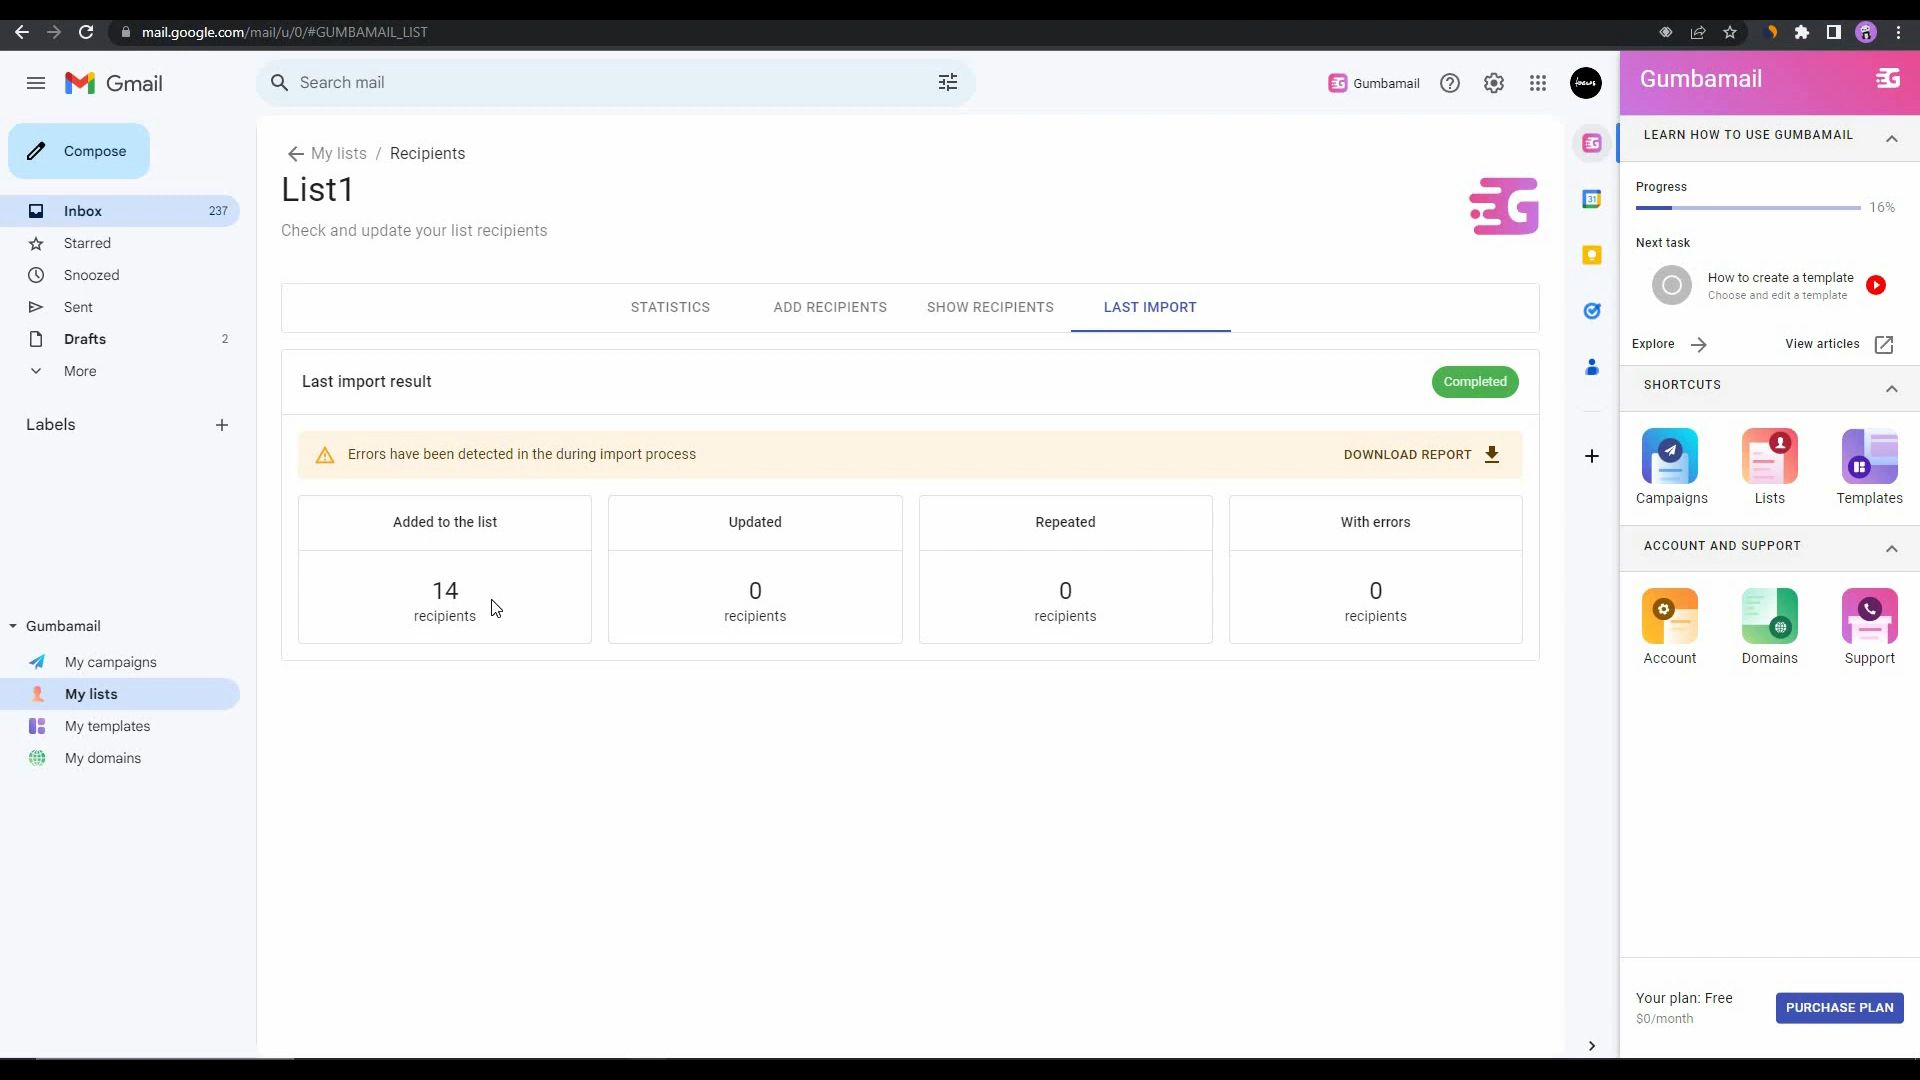 mail.google.com/mail/u/0/#GUMBAMAIL_LIST
Gmail
Search mail
Gumbamail
Gumbamail
Compose
Inbox 237
Starred
Snoozed
Sent
Drafts 2
More
Labels
Gumbamail
My campaigns
My lists
My templates
My domains
My lists / Recipients
List1
Check and update your list recipients
STATISTICS ADD RECIPIENTS SHOW RECIPIENTS LAST IMPORT
Last import result Completed
Errors have been detected in the during import process DOWNLOAD REPORT
Added to the list Updated Repeated With errors
14 0 0 0
recipients recipients recipients recipients
31
LEARN HOW TO USE GUMBAMAIL
Progress
16%
Next task
How to create a template
Choose and edit a template
Explore View articles
SHORTCUTS
Campaigns Lists Templates
ACCOUNT AND SUPPORT
Account Domains Support
Your plan: Free
$0/month
PURCHASE PLAN